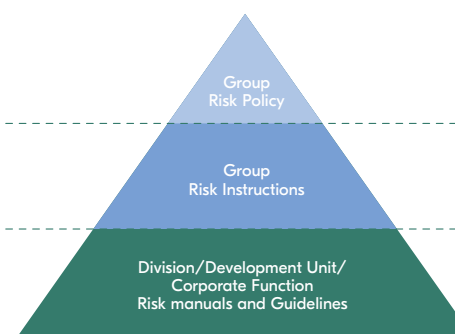 Group
Risk Policy
Group
Risk Instructions
Division/Development Unit/
Corporate Function
Risk manuals and Guidelines